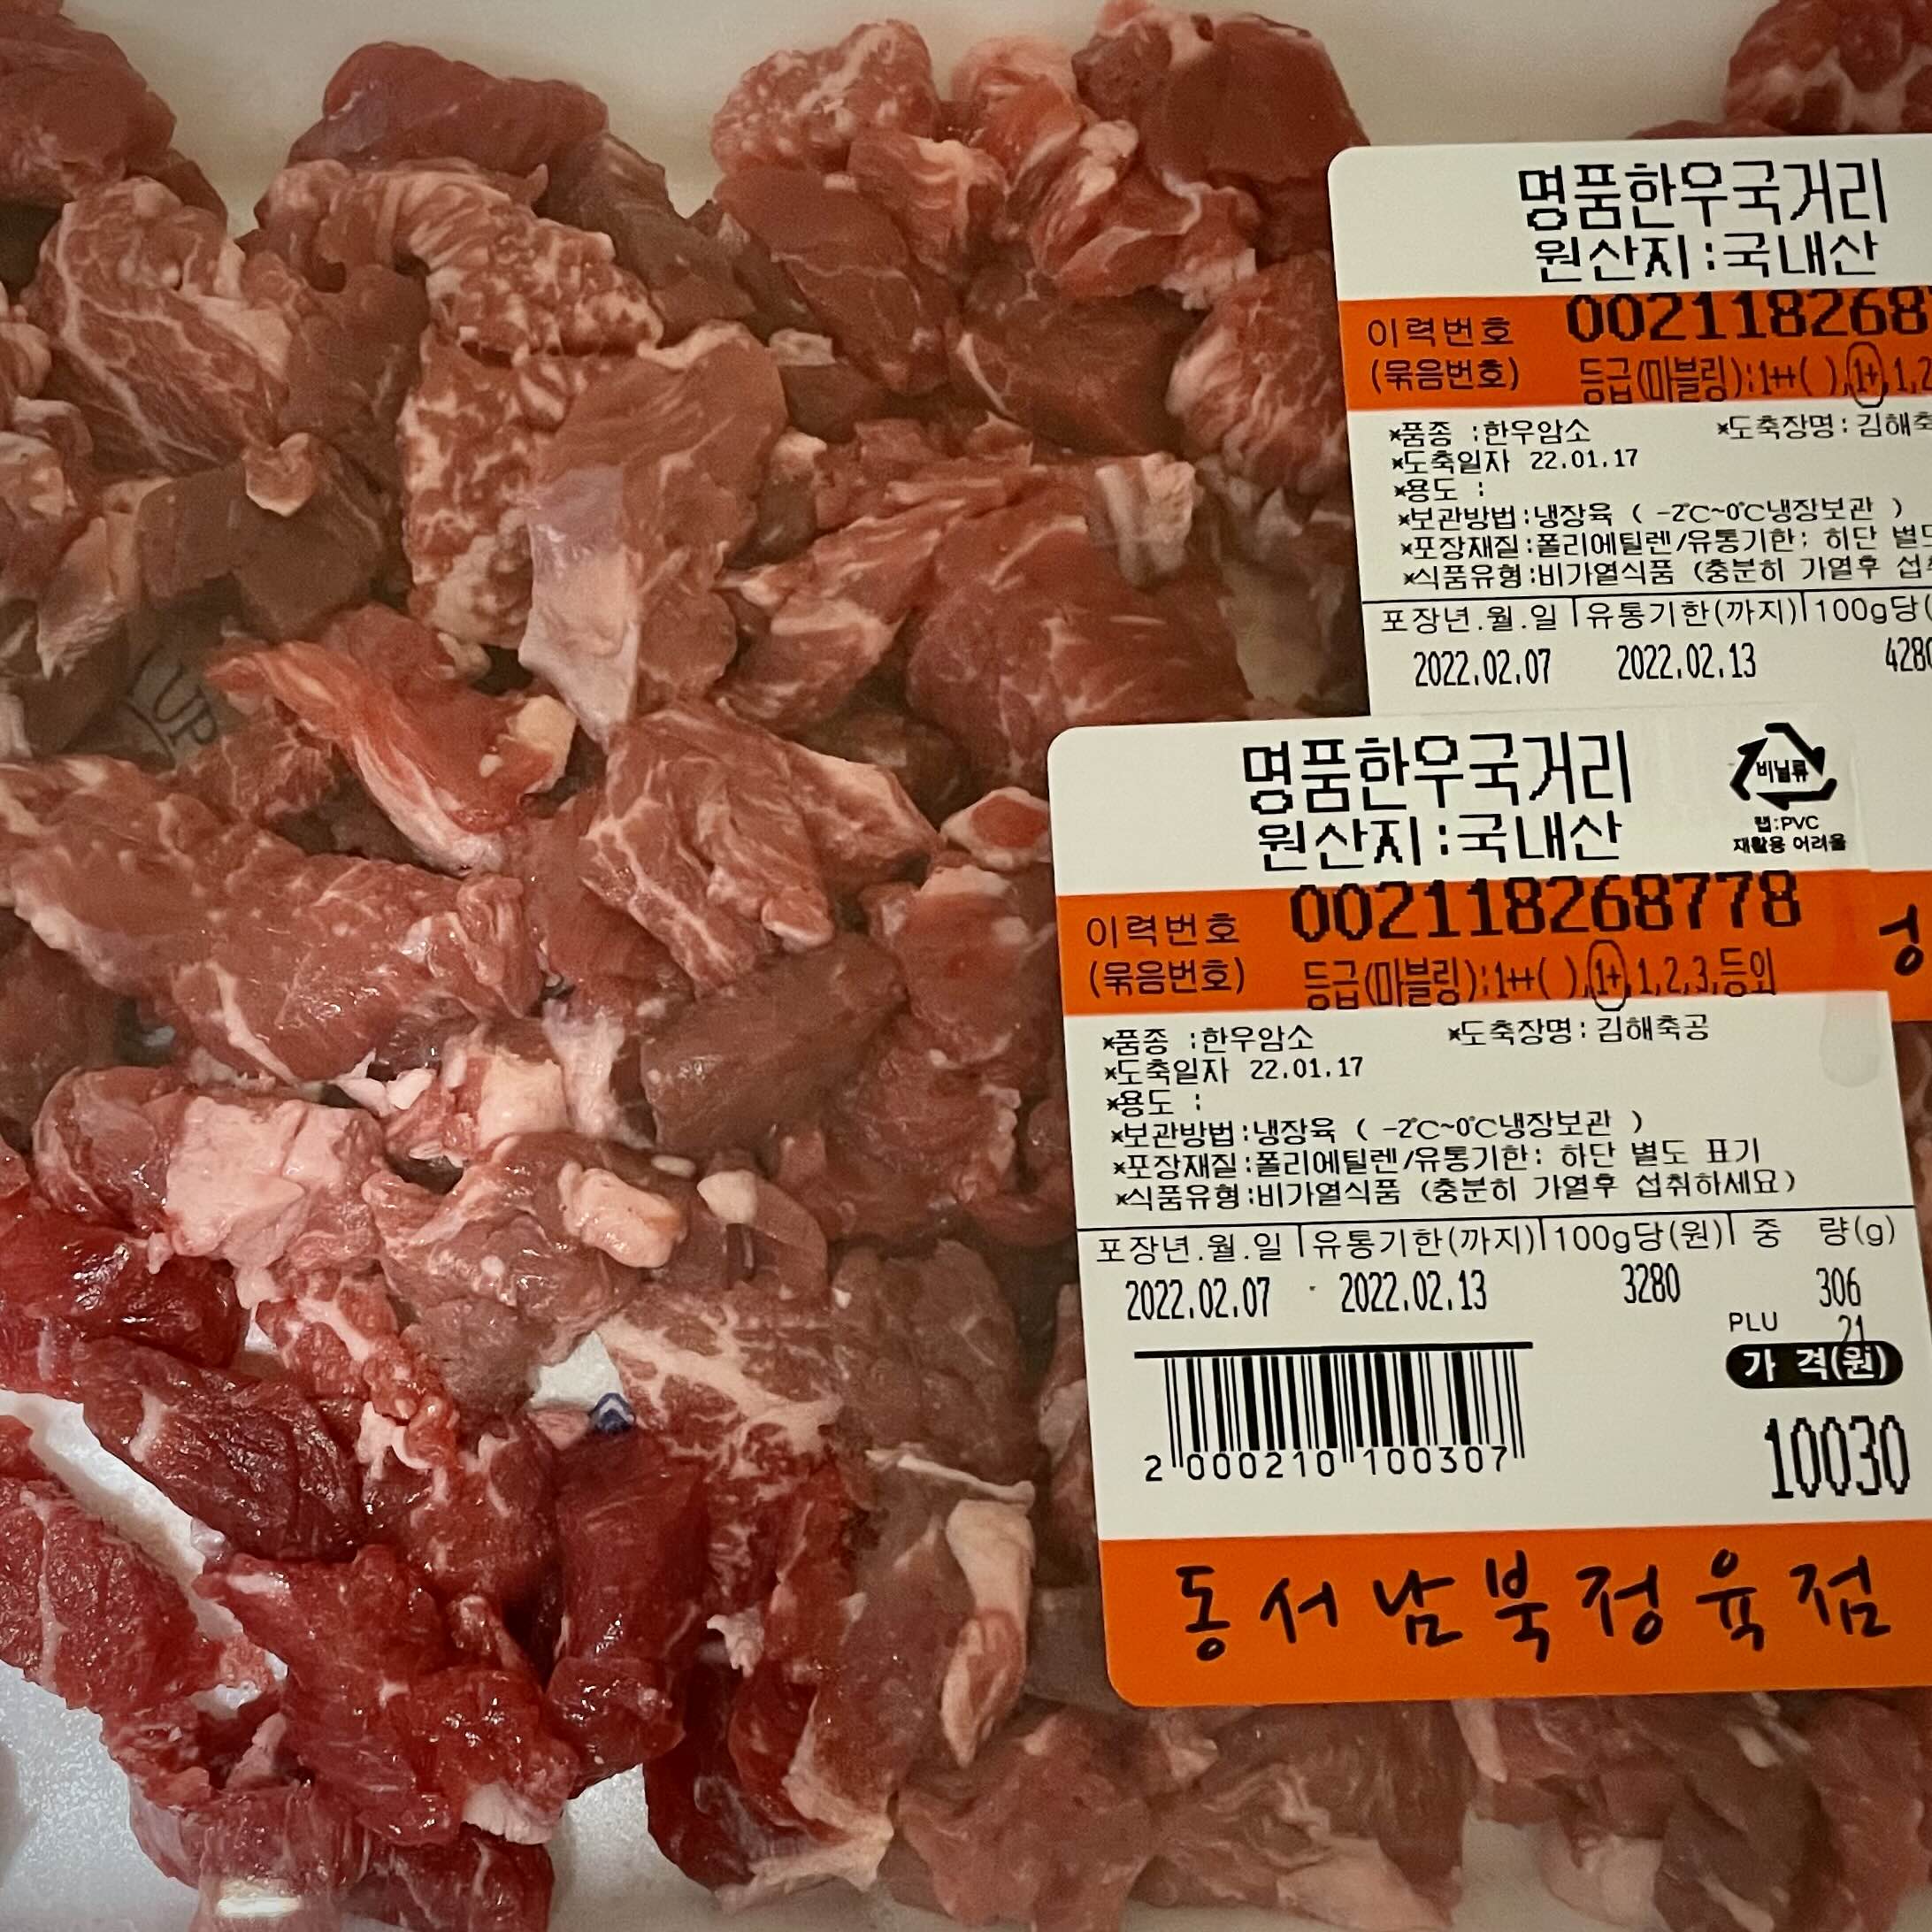 명품한우국거리
원산지:국내산
이력번호 0021182687
(묶음번호) 등급(마블링):1++( ),1+,1,2
*품종 :한우암소 *도축장명:김해축
*도축일자 22.01.17
*용도 :
*보관방법:냉장육 ( -2℃~0℃냉장보관 )
*포장재질:폴리에틸렌/유통기한: 하단 별도
*식품유형:비가열식품 (충분히 가열후 섭취
포장년.월.일 유통기한(까지) 100g당(
2022.02.07 2022.02.13 4280
UP
명품한우국거리
원산지:국내산
비닐류
랩:PVC
재활용 어려움
이력번호 002118268778
(묶음번호) 등급(마블링):1++( ),1+,1,2,3,등외
*품종 :한우암소 *도축장명:김해축공
*도축일자 22.01.17
*용도 :
*보관방법:냉장육 ( -2℃~0℃냉장보관 )
*포장재질:폴리에틸렌/유통기한: 하단 별도 표기
*식품유형:비가열식품 (충분히 가열후 섭취하세요)
포장년.월.일 유통기한(까지) 100g당(원) 중 량(g)
2022.02.07 2022.02.13 3280 306
PLU 21
가 격(원)
10030
2 000210 100307
동서남북정육점